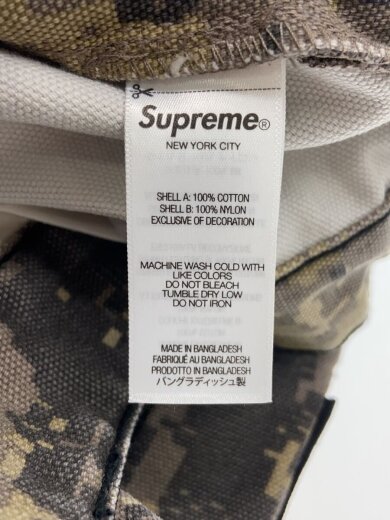 Supreme®
NEW YORK CITY
SHELL A: 100% COTTON
SHELL B: 100% NYLON
EXCLUSIVE OF DECORATION
MACHINE WASH COLD WITH
LIKE COLORS
DO NOT BLEACH
TUMBLE DRY LOW
DO NOT IRON
MADE IN BANGLADESH
FABRIQUÉ AU BANGLADESH
PRODOTTO IN BANGLADESH
バングラディッシュ製